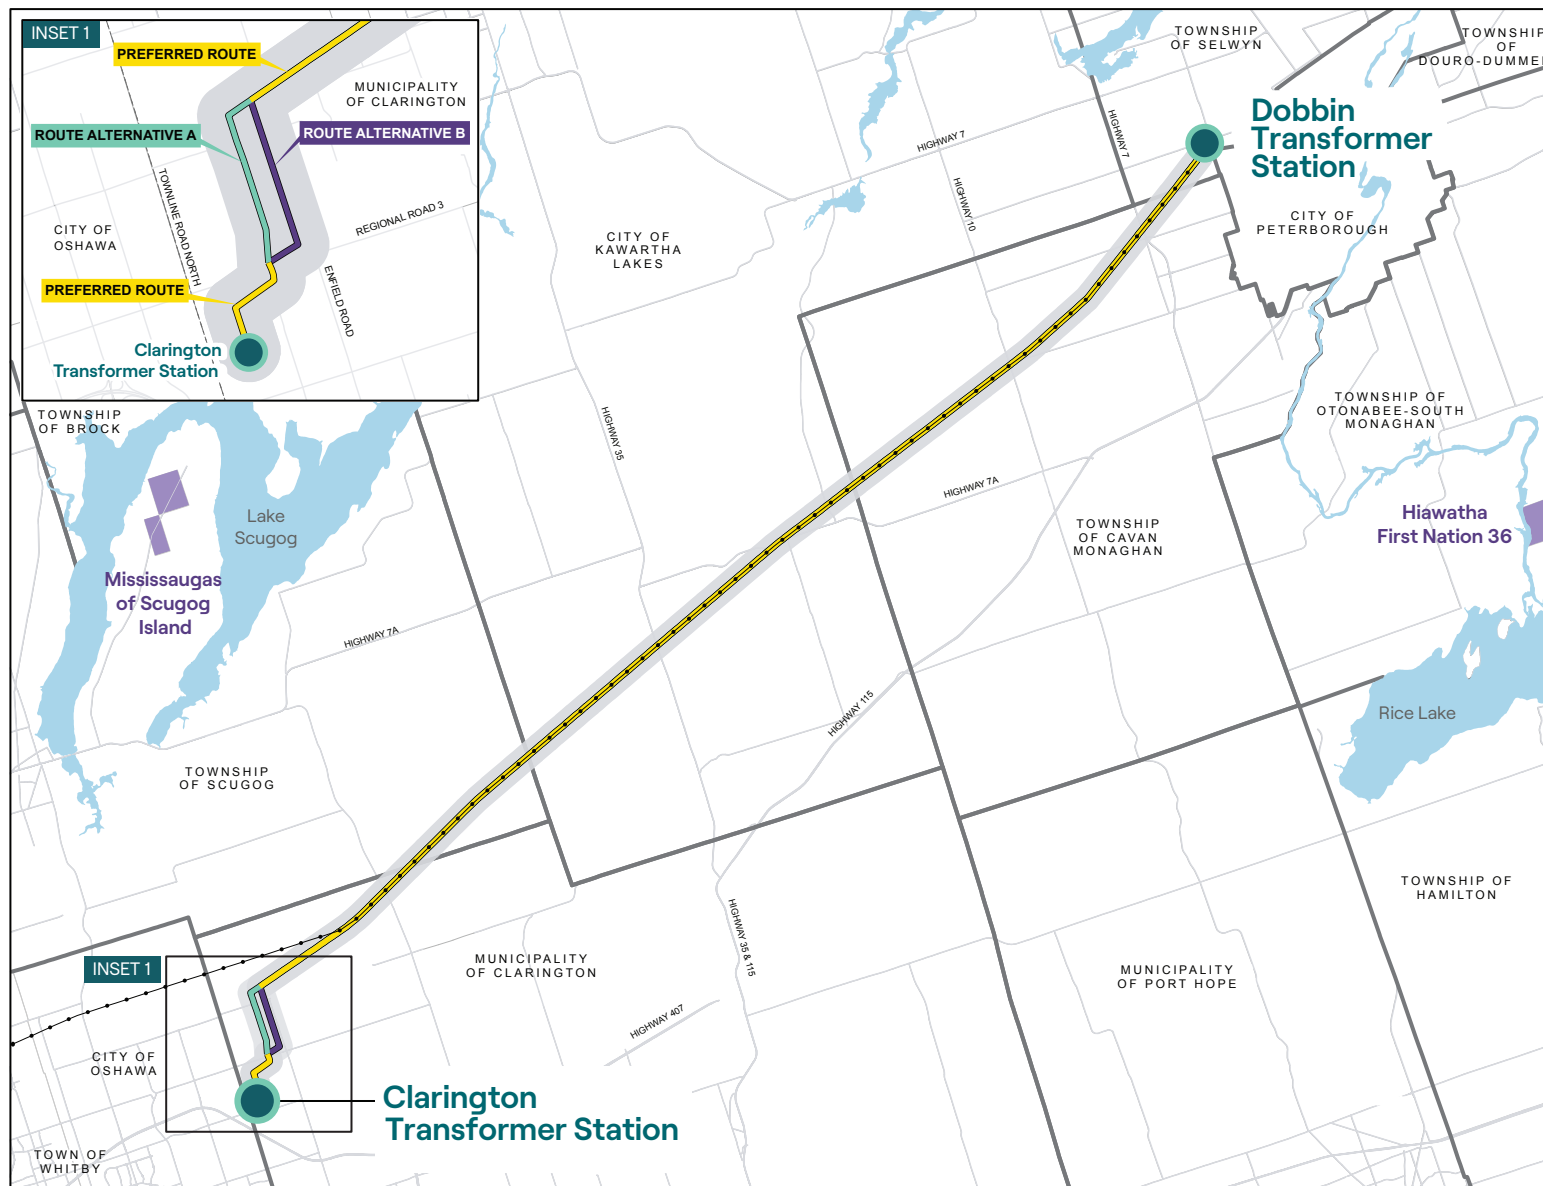 INSET 1
PREFERRED ROUTE
MUNICIPALITY
OF CLARINGTON
ROUTE ALTERNATIVE A
ROUTE ALTERNATIVE B
TOWNLINE ROAD NORTH
CITY OF
OSHAWA
REGIONAL ROAD 3
ENFIELD ROAD
PREFERRED ROUTE
Clarington
Transformer Station
TOWNSHIP
OF SELWYN
TOWNSHIP
OF
DOURO-DUMME
Dobbin
Transformer
Station
HIGHWAY 7
HIGHWAY 7
HIGHWAY 10
CITY OF
PETERBOROUGH
CITY OF
KAWARTHA
LAKES
TOWNSHIP
OF BROCK
HIGHWAY 35
TOWNSHIP OF
OTONABEE-SOUTH
MONAGHAN
HIGHWAY 7A
Lake
Scugog
Hiawatha
First Nation 36
TOWNSHIP
OF CAVAN
MONAGHAN
Mississaugas
of Scugog
Island
HIGHWAY 7A
HIGHWAY 115
Rice Lake
TOWNSHIP
OF SCUGOG
TOWNSHIP OF
HAMILTON
HIGHWAY 35 & 115
INSET 1
MUNICIPALITY
OF CLARINGTON
MUNICIPALITY
OF PORT HOPE
HIGHWAY 407
CITY OF
OSHAWA
Clarington
Transformer Station
TOWN OF
WHITBY